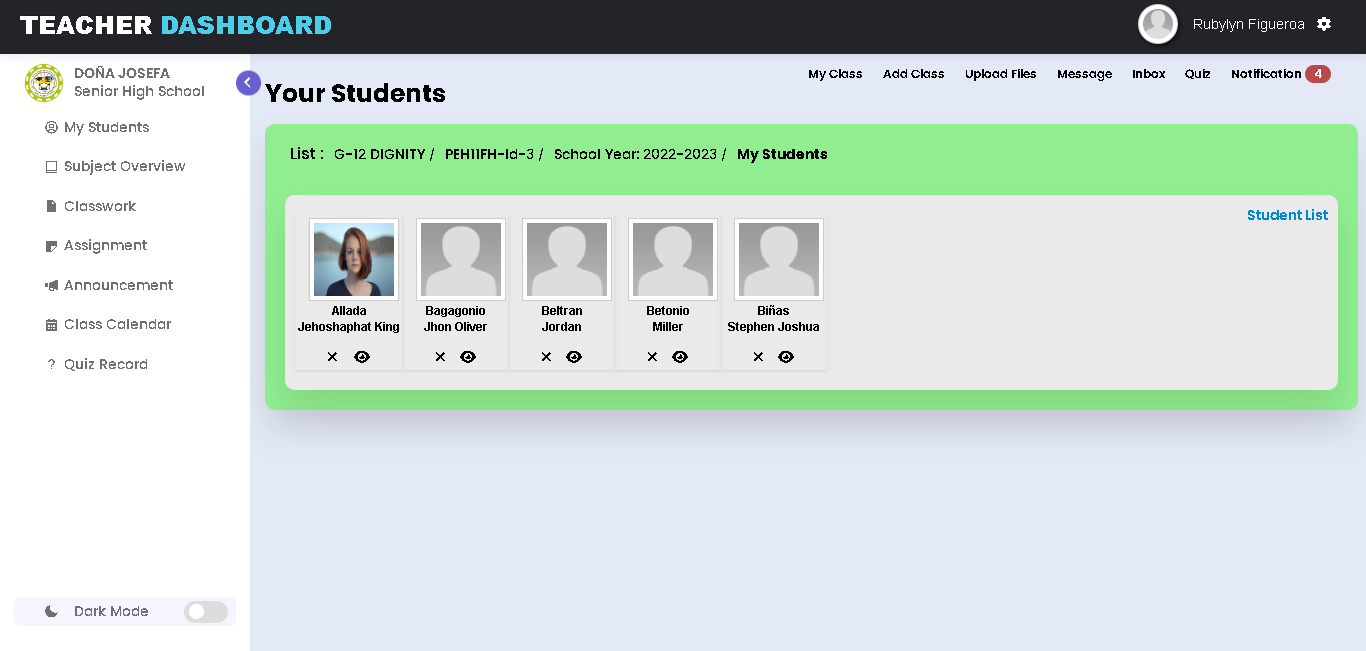 TEACHER DASHBOARD
Rubylyn Figueroa
DOÑA JOSEFA
Senior High School
My Class Add Class Upload Files Message Inbox Quiz Notification 4
Your Students
My Students
Subject Overview
Classwork
Assignment
Announcement
Class Calendar
? Quiz Record
Dark Mode
List : G-12 DIGNITY / PEH11FH-Id-3 / School Year: 2022-2023 / My Students
Student List
Allada
Jehoshaphat King
Bagagonio
Jhon Oliver
Beltran
Jordan
Betonio
Miller
Biñas
Stephen Joshua